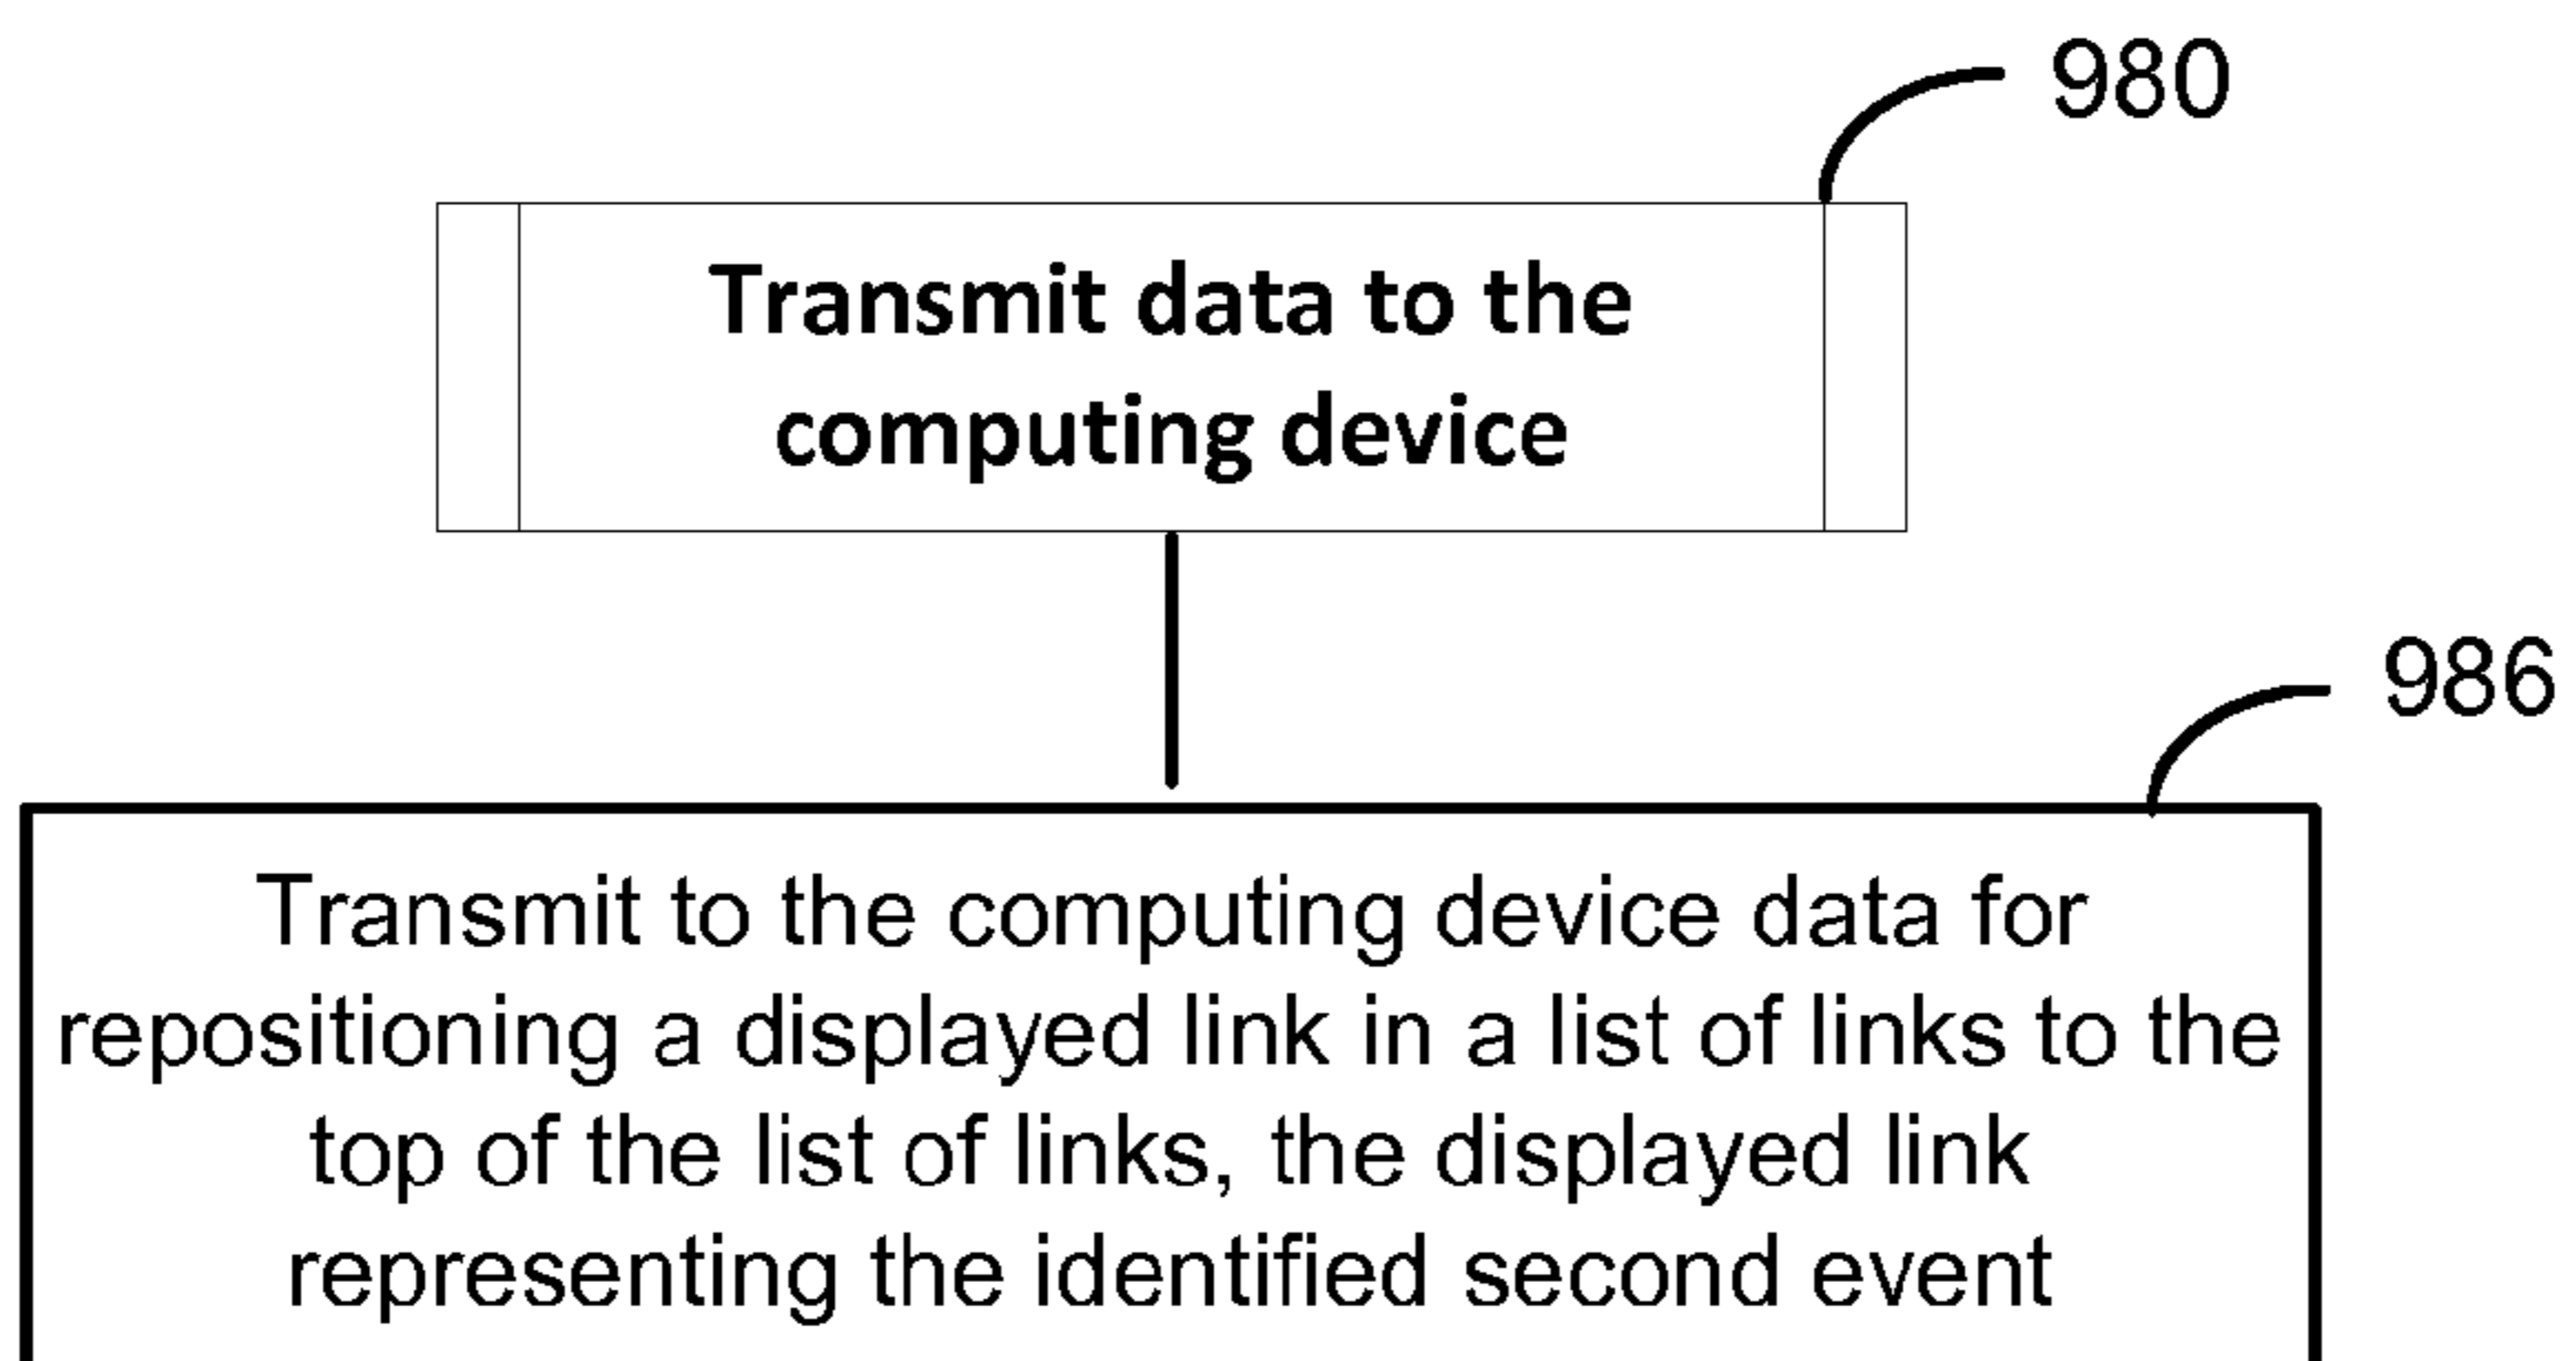 980
Transmit data to the
computing device
986
Transmit to the computing device data for
repositioning a displayed link in a list of links to the
top of the list of links, the displayed link
representing the identified second event